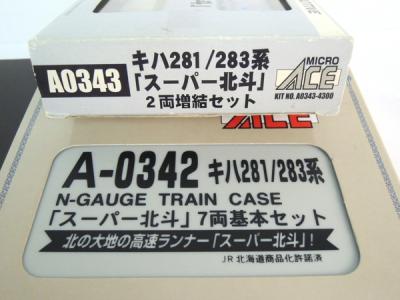 A0343
キハ281/283系
「スーパー北斗」
2両増結セット
MICRO
ACE
KIT NO. A0343-4300
ACE
A-0342 キハ281/283系
N-GAUGE TRAIN CASE
「スーパー北斗」7両基本セット
北の大地の高速ランナー「スーパー北斗」!
JR北海道商品化許諾済